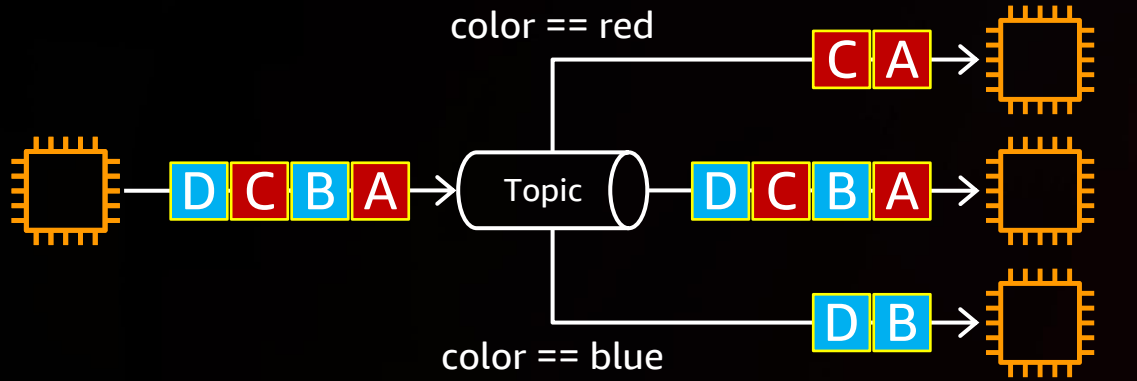 color == red
C A
D C B A
Topic
D C B A
D B
color == blue